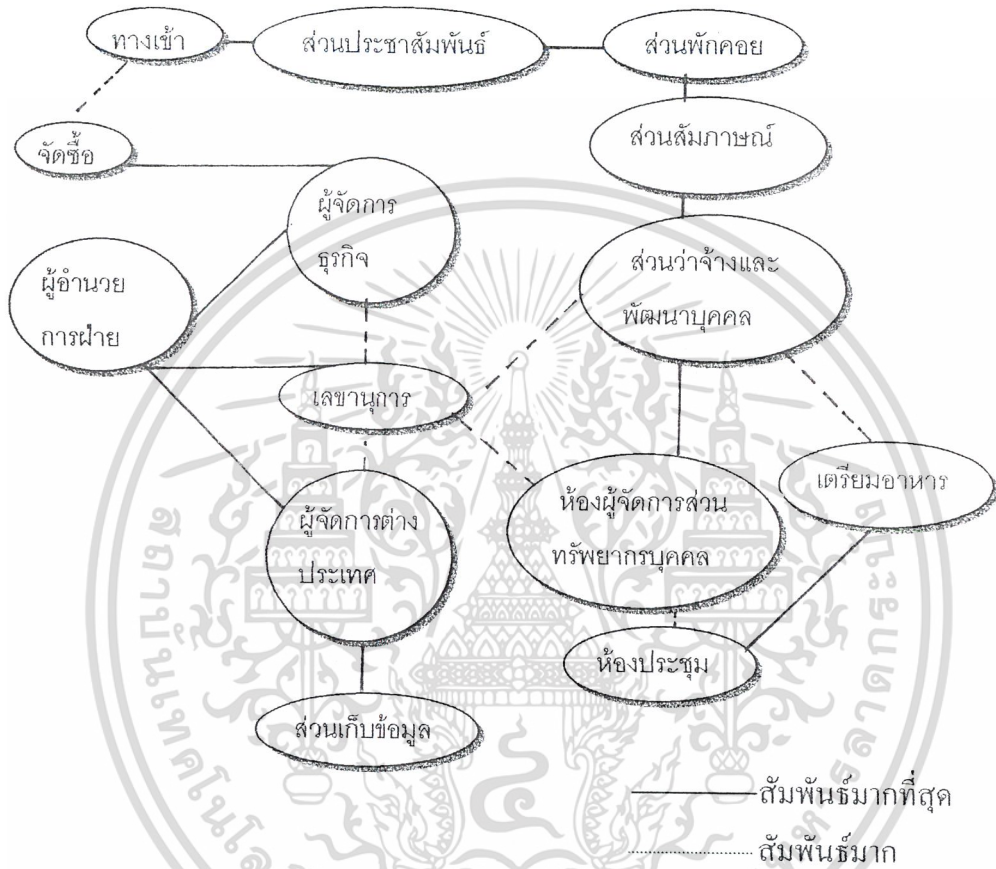 ทางเข้า
ส่วนประชาสัมพันธ์
ส่วนพักคอย
จัดซื้อ
ส่วนสัมภาษณ์
ผู้จัดการ
ธุรกิจ
ผู้อำนวย
การฝ่าย
ส่วนว่าจ้างและ
พัฒนาบุคคล
เลขานุการ
เตรียมอาหาร
ห้องผู้จัดการส่วน
ทรัพยากรบุคคล
ผู้จัดการต่าง
ประเทศ
ห้องประชุม
ส่วนเก็บข้อมูล
สัมพันธ์มากที่สุด
สัมพันธ์มาก